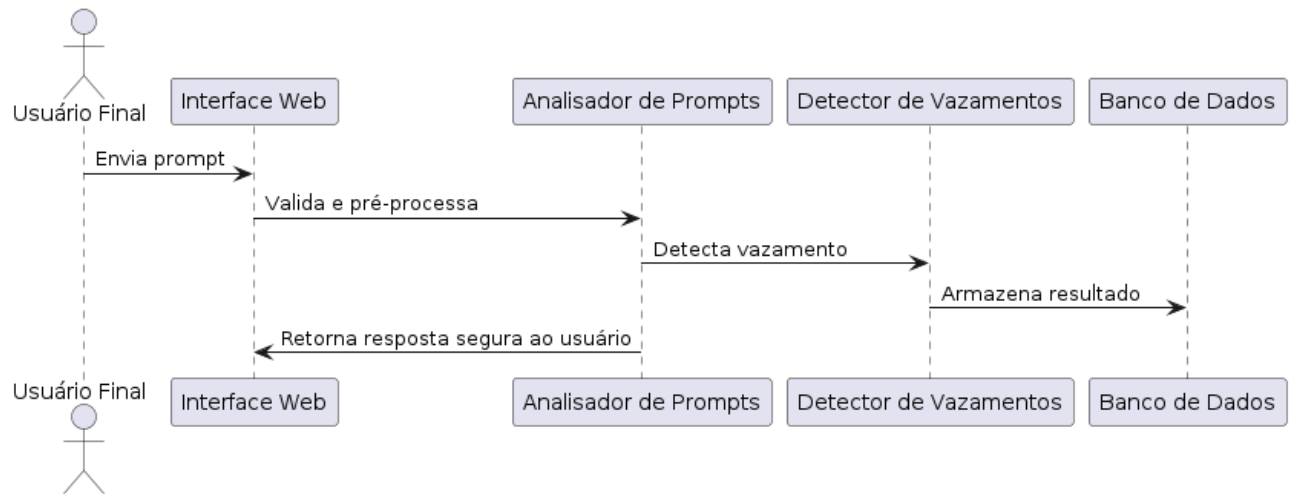 Usuário Final
Interface Web
Analisador de Prompts
Detector de Vazamentos
Banco de Dados
Envia prompt
Valida e pré-processa
Detecta vazamento
Armazena resultado
Retorna resposta segura ao usuário
Usuário Final
Interface Web
Analisador de Prompts
Detector de Vazamentos
Banco de Dados